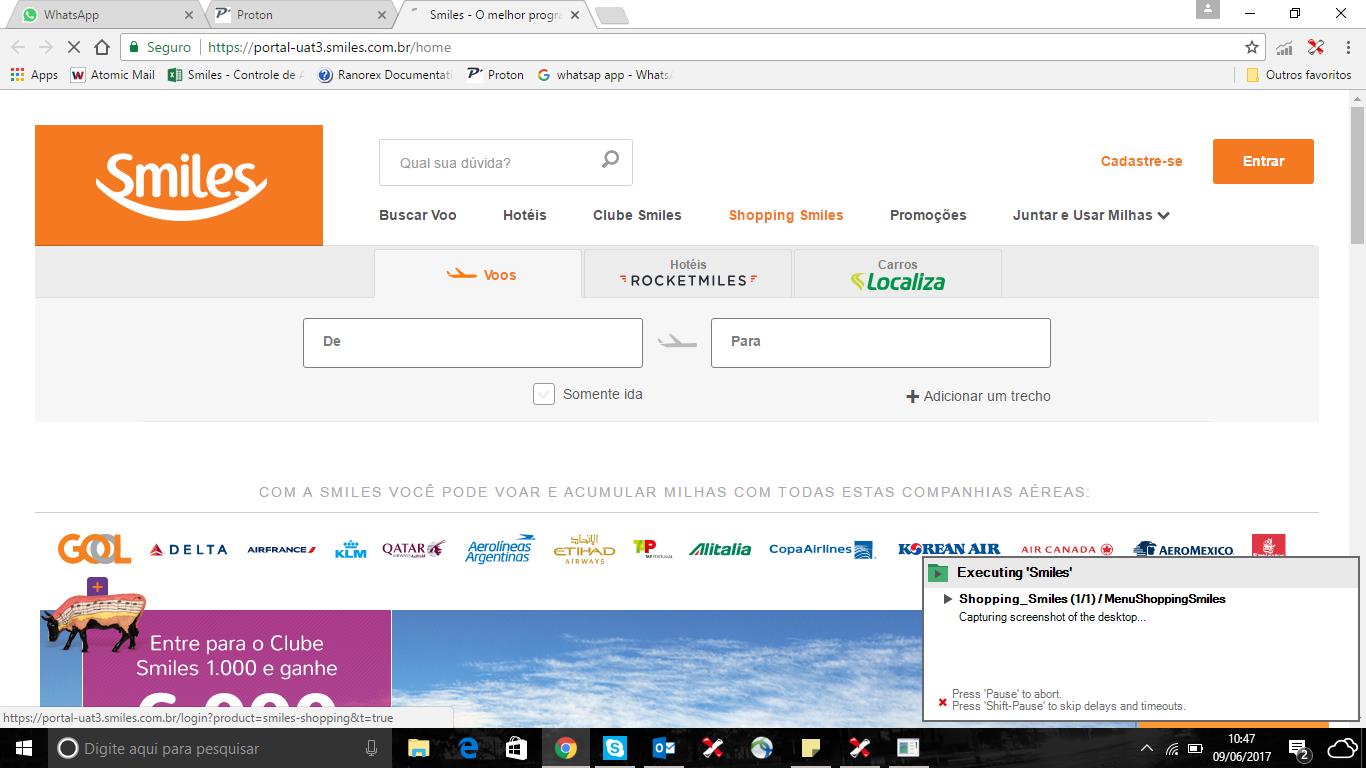 WhatsApp
Proton
Smiles - O melhor progra
Seguro
https://portal-uat3.smiles.com.br/home
Apps
Atomic Mail
Smiles - Controle de A
Ranorex Documentati
Proton
whatsap app - WhatsA
Outros favoritos
Smiles
Qual sua dúvida?
Cadastre-se
Entrar
Buscar Voo
Hotéis
Clube Smiles
Shopping Smiles
Promoções
Juntar e Usar Milhas
Voos
Hotéis
ROCKETMILES
Carros
Localiza
De
Para
Somente ida
Adicionar um trecho
COM A SMILES VOCÊ PODE VOAR E ACUMULAR MILHAS COM TODAS ESTAS COMPANHIAS AÉREAS:
GOL
DELTA
AIRFRANCE
KLM
QATAR
AIRWAYS
Aerolíneas
Argentinas
ETIHAD
AIRWAYS
TAP
PORTUGAL
Alitalia
CopaAirlines
KOREAN AIR
AIR CANADA
AEROMEXICO
Executing 'Smiles'
Shopping_Smiles (1/1) / MenuShoppingSmiles
Capturing screenshot of the desktop...
Press 'Pause' to abort.
Press 'Shift-Pause' to skip delays and timeouts.
Entre para o Clube
Smiles 1.000 e ganhe
https://portal-uat3.smiles.com.br/login?product=smiles-shopping&t=true
Digite aqui para pesquisar
10:47
09/06/2017
2